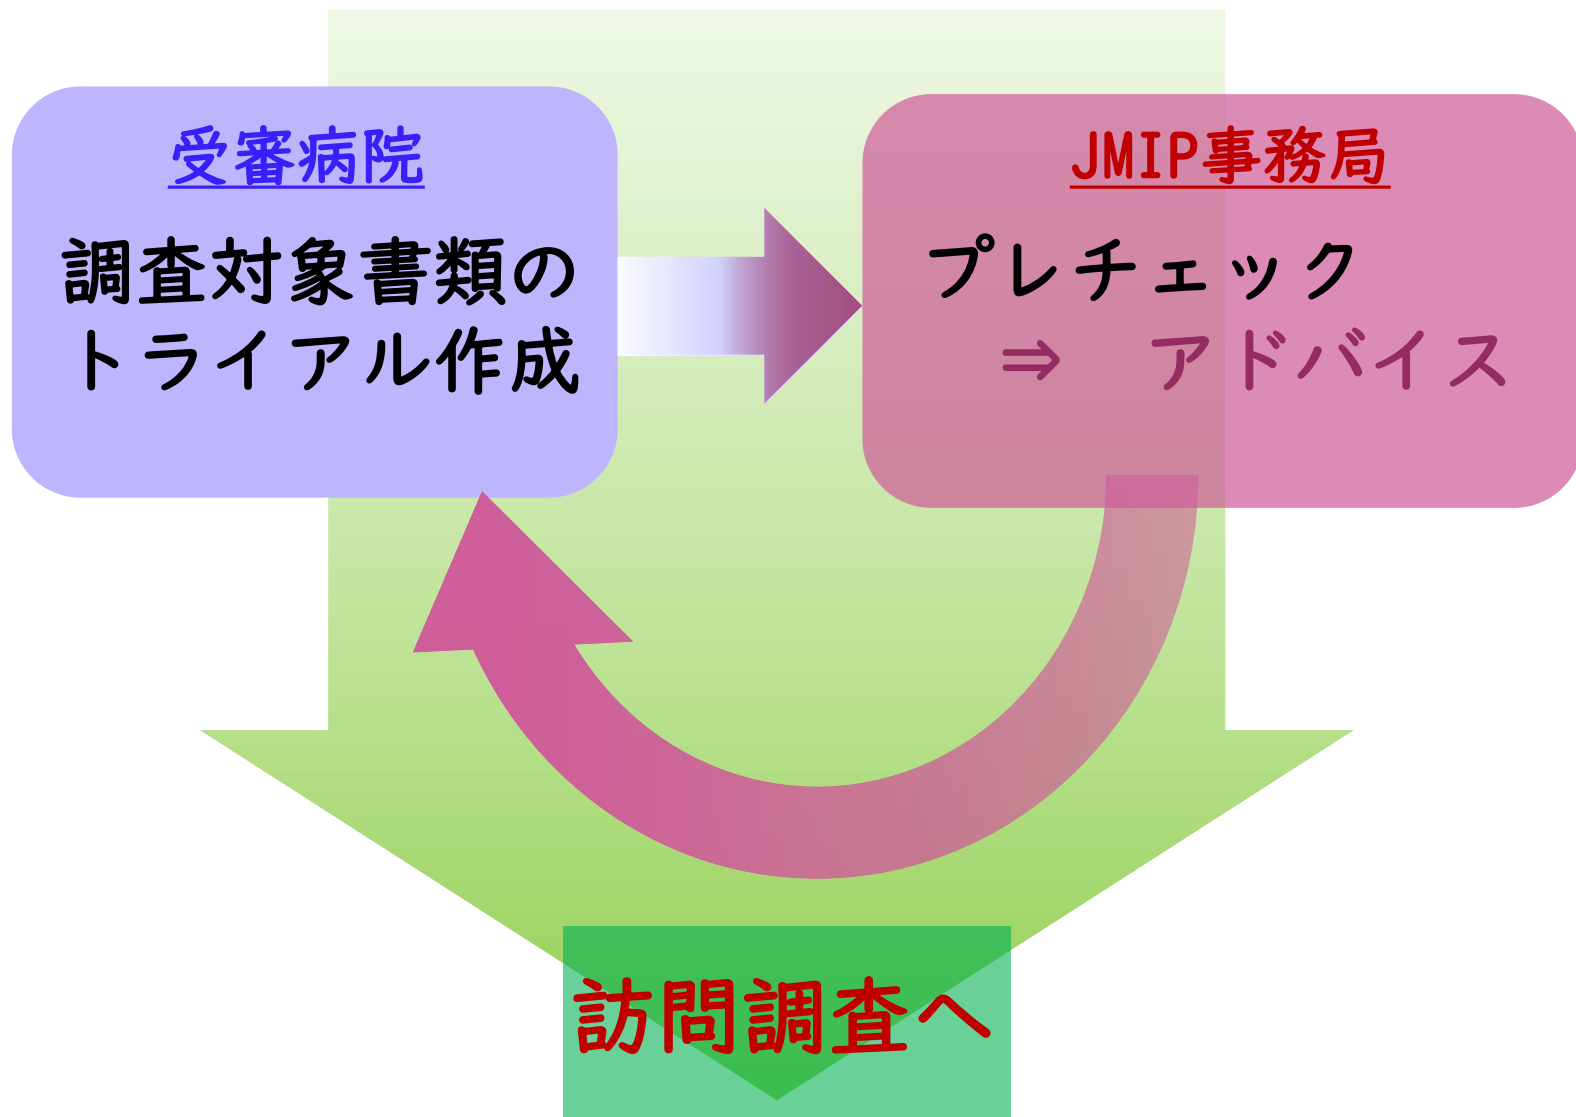 受審病院
調査対象書類の
トライアル作成
JMIP事務局
プレチェック
⇒　アドバイス
訪問調査へ